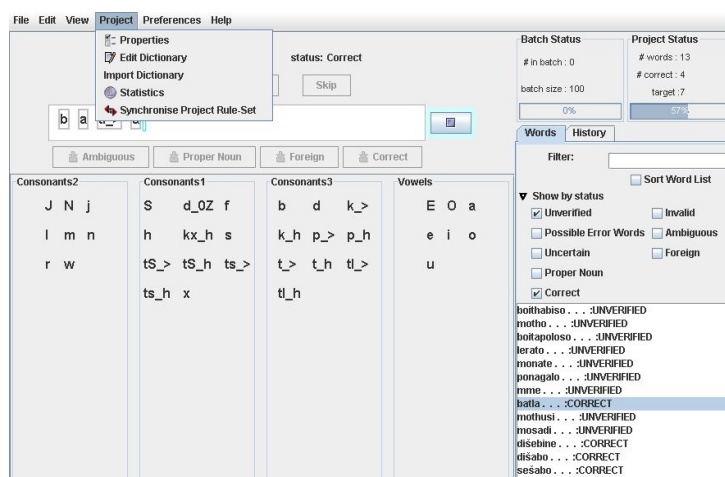 File Edit View Project Preferences Help
Properties
Edit Dictionary
Import Dictionary
Statistics
Synchronise Project Rule-Set
status: Correct
Skip
b a a
Ambiguous Proper Noun Foreign Correct
Consonants2
J N j
l m n
r w
Consonants1
S d_0Z f
h kx_h s
tS_> tS_h ts_>
ts_h x
Consonants3
b d k_>
k_h p_> p_h
t_> t_h tl_>
tl_h
Vowels
E O a
e i o
u
Batch Status
# in batch : 0
batch size : 100
0%
Project Status
# words : 13
# correct : 4
target :7
57%
Words History
Filter:
Sort Word List
Show by status
Unverified Invalid
Possible Error Words Ambiguous
Uncertain Foreign
Proper Noun
Correct
boithabiso . . . :UNVERIFIED
motho . . . :UNVERIFIED
boitapoloso . . . :UNVERIFIED
lerato . . . :UNVERIFIED
monate . . . :UNVERIFIED
ponagalo . . . :UNVERIFIED
mme . . . :UNVERIFIED
batla . . . :CORRECT
mothusi . . . :UNVERIFIED
mosadi . . . :UNVERIFIED
dišebine . . . :CORRECT
dišabo . . . :CORRECT
sešabo . . . :CORRECT